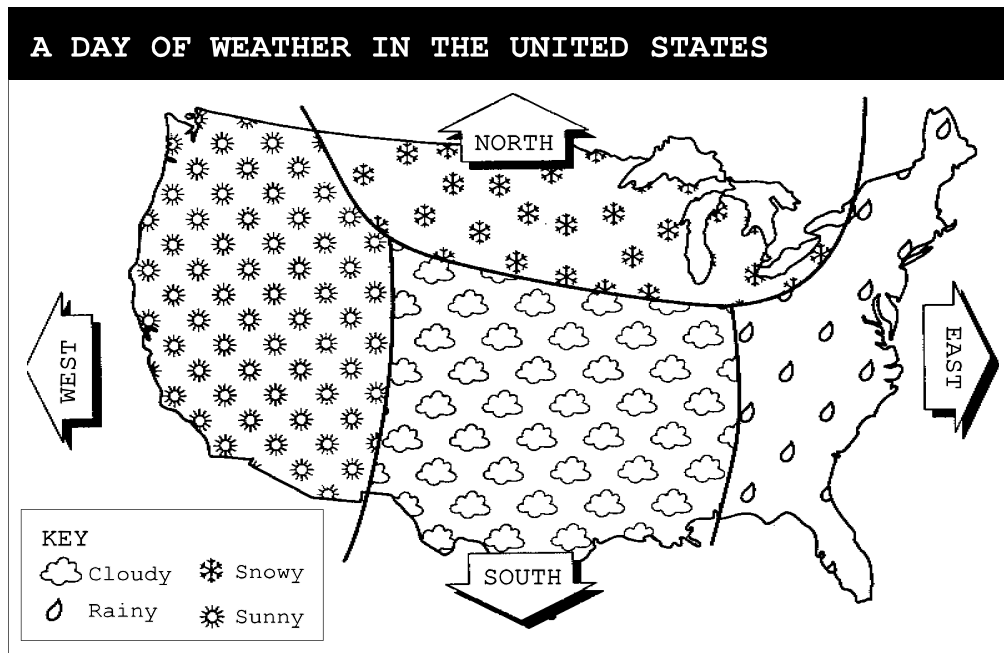 A DAY OF WEATHER IN THE UNITED STATES
NORTH
WEST
EAST
SOUTH
KEY
Cloudy
Snowy
Rainy
Sunny